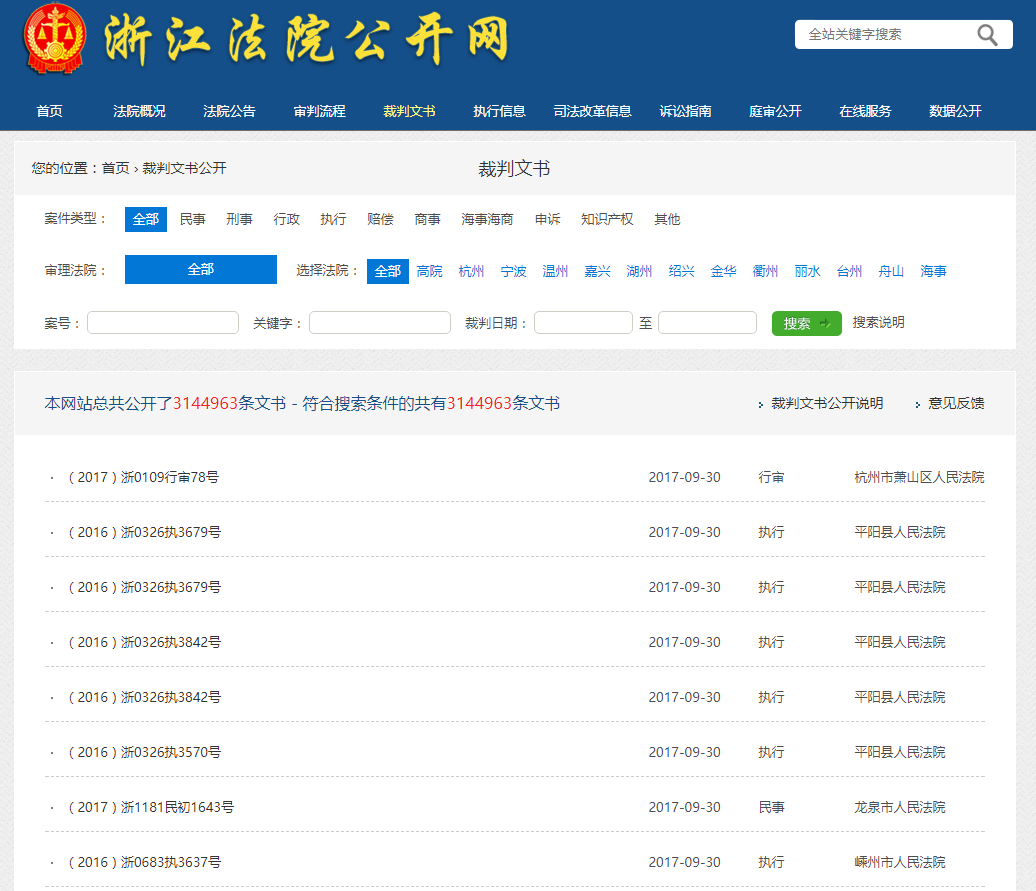 浙江法院公开网
全站关键字搜索
首页 法院概况 法院公告 审判流程 裁判文书 执行信息 司法改革信息 诉讼指南 庭审公开 在线服务 数据公开
您的位置：首页 › 裁判文书公开 裁判文书
案件类型： 全部 民事 刑事 行政 执行 赔偿 商事 海事海商 申诉 知识产权 其他
审理法院： 全部 选择法院： 全部 高院 杭州 宁波 温州 嘉兴 湖州 绍兴 金华 衢州 丽水 台州 舟山 海事
案号： 关键字： 裁判日期： 至 搜索 搜索说明
本网站总共公开了3144963条文书 - 符合搜索条件的共有3144963条文书 裁判文书公开说明 意见反馈
· （2017）浙0109行审78号 2017-09-30 行审 杭州市萧山区人民法院
· （2016）浙0326执3679号 2017-09-30 执行 平阳县人民法院
· （2016）浙0326执3679号 2017-09-30 执行 平阳县人民法院
· （2016）浙0326执3842号 2017-09-30 执行 平阳县人民法院
· （2016）浙0326执3842号 2017-09-30 执行 平阳县人民法院
· （2016）浙0326执3570号 2017-09-30 执行 平阳县人民法院
· （2017）浙1181民初1643号 2017-09-30 民事 龙泉市人民法院
· （2016）浙0683执3637号 2017-09-30 执行 嵊州市人民法院